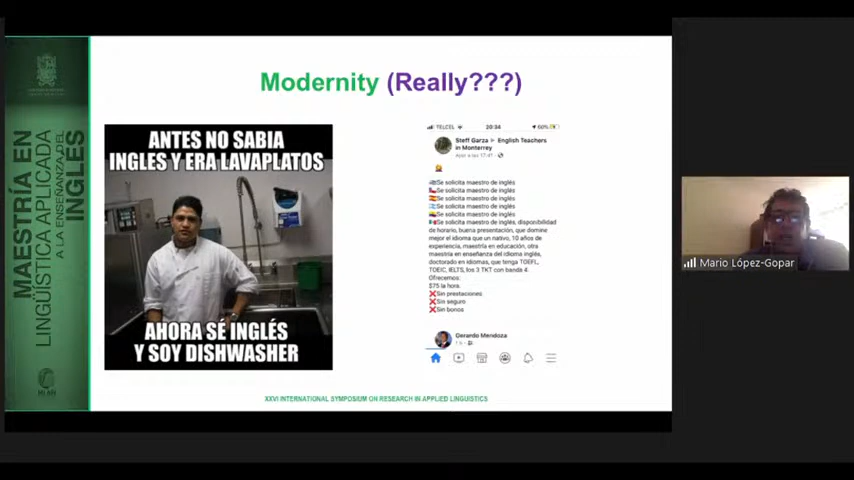 Modernity (Really???)
MAESTRÍA EN
LINGÜÍSTICA APLICADA
A LA ENSEÑANZA DEL
INGLÉS
ANTES NO SABIA
INGLES Y ERA LAVAPLATOS
AHORA SÉ INGLÉS
Y SOY DISHWASHER
TELCEL
20:34
60%
Steff Garza ▸ English Teachers
in Monterrey
Ayer a las 17:41
Se solicita maestro de inglés
Se solicita maestro de inglés
Se solicita maestro de inglés
Se solicita maestro de inglés
Se solicita maestro de inglés
Se solicita maestro de inglés, disponibilidad
de horario, buena presentación, que domine
mejor el idioma que un nativo, 10 años de
experiencia, maestría en educación, otra
maestría en enseñanza del idioma inglés,
doctorado en idiomas, que tenga TOEFL,
TOEIC, IELTS, los 3 TKT con banda 4.
Ofrecemos:
$75 la hora.
❌Sin prestaciones
❌Sin seguro
❌Sin bonos
Gerardo Mendoza
XXVI INTERNATIONAL SYMPOSIUM ON RESEARCH IN APPLIED LINGUISTICS
Mario López-Gopar